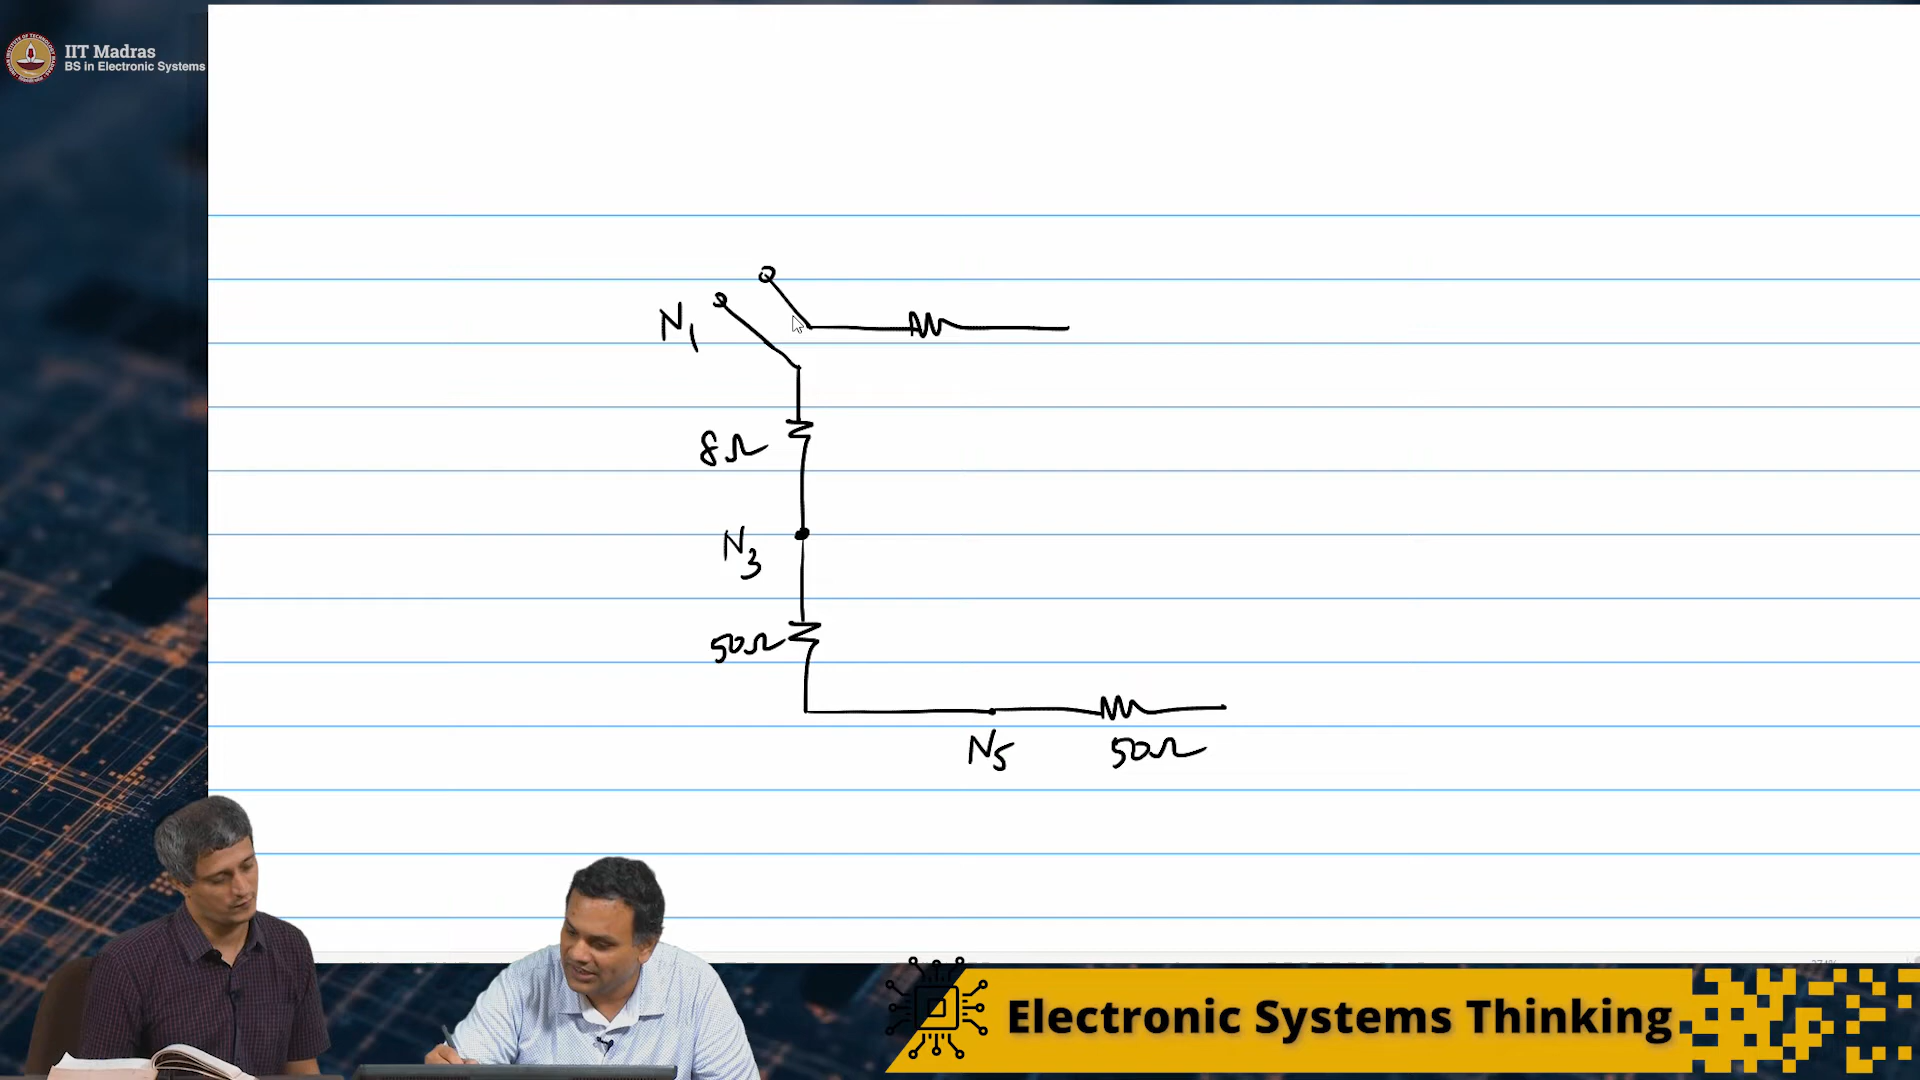 IIT Madras
BS in Electronic Systems
N1
8Ω
N3
50Ω
N5
50Ω
Electronic Systems Thinking